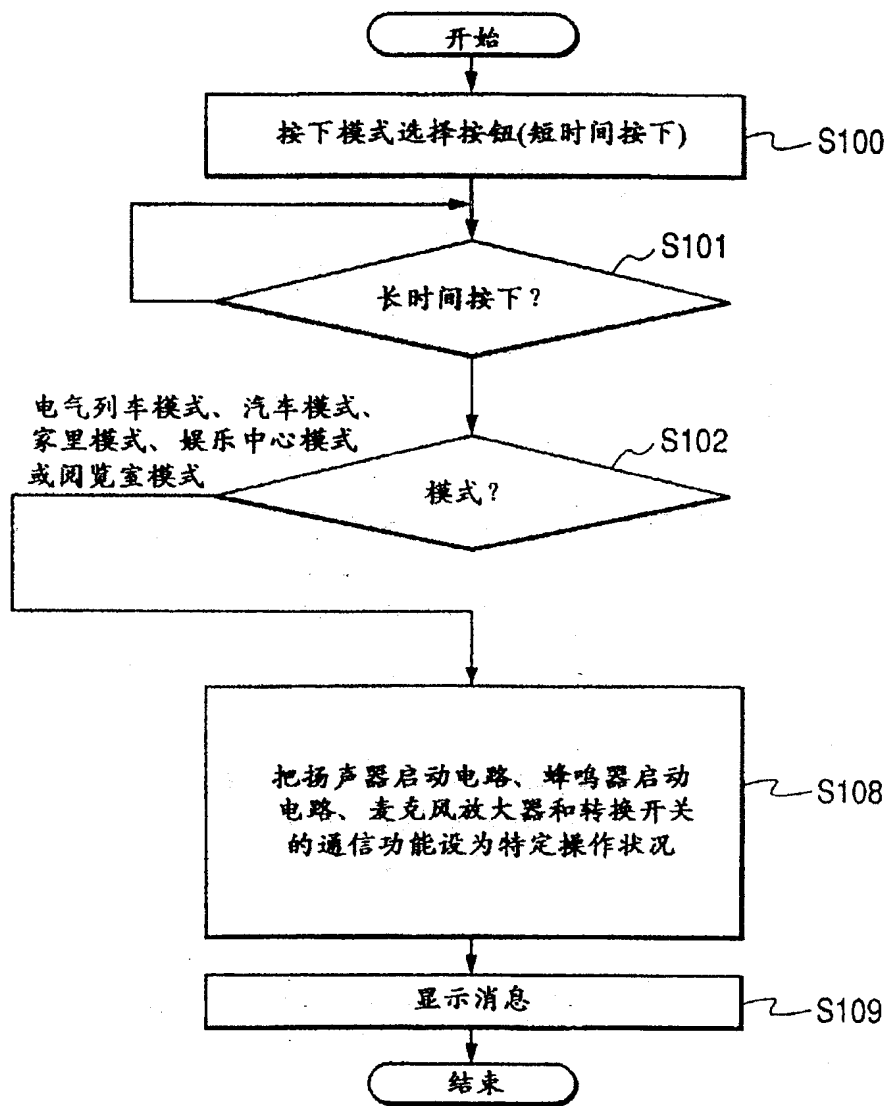 开始
按下模式选择按钮(短时间按下)
S100
S101
长时间按下？
电气列车模式、汽车模式、
家里模式、娱乐中心模式
或阅览室模式
S102
模式？
把扬声器启动电路、蜂鸣器启动
电路、麦克风放大器和转换开关
的通信功能设为特定操作状况
S108
显示消息
S109
结束